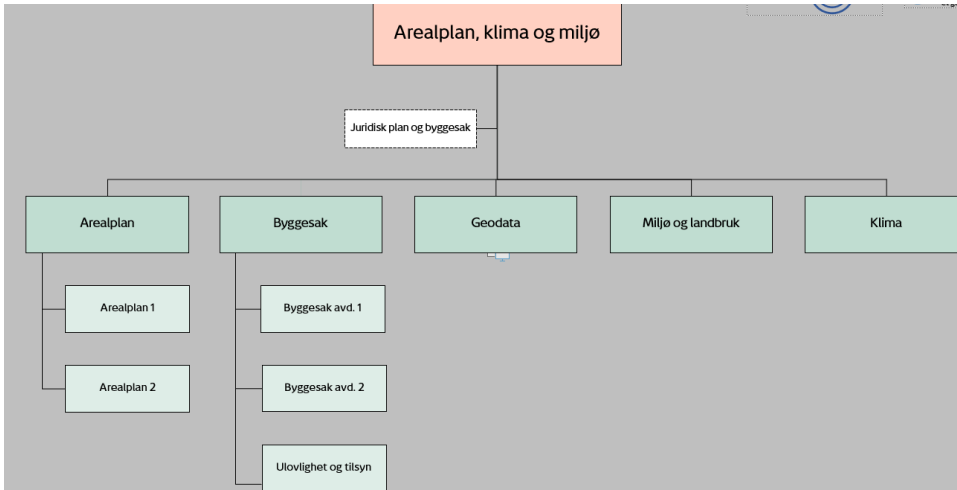 Arealplan, klima og miljø
Juridisk plan og byggesak
Arealplan
Byggesak
Geodata
Miljø og landbruk
Klima
Arealplan 1
Byggesak avd. 1
Arealplan 2
Byggesak avd. 2
Ulovlighet og tilsyn